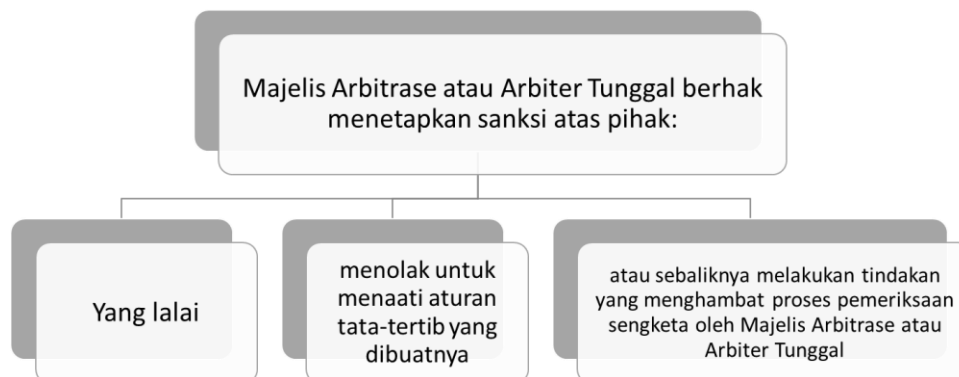 Majelis Arbitrase atau Arbiter Tunggal berhak
menetapkan sanksi atas pihak:
Yang lalai
menolak untuk
menaati aturan
tata-tertib yang
dibuatnya
atau sebaliknya melakukan tindakan
yang menghambat proses pemeriksaan
sengketa oleh Majelis Arbitrase atau
Arbiter Tunggal